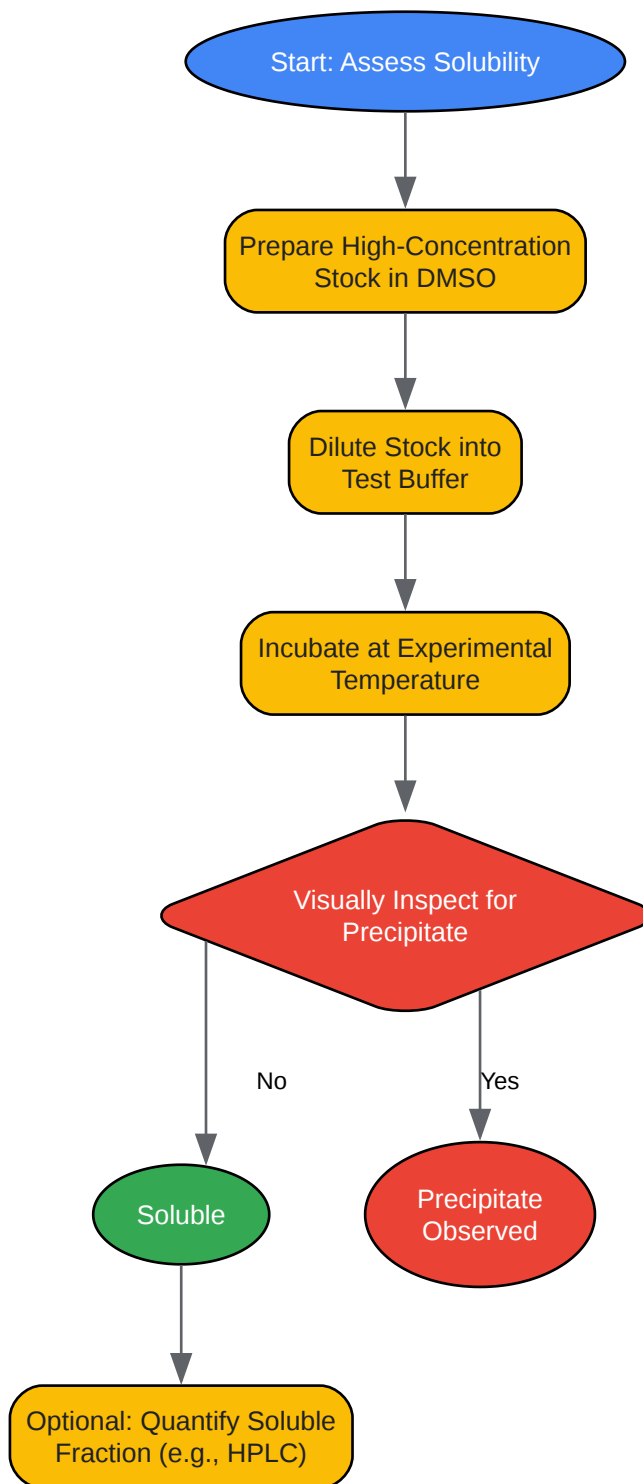 Start: Assess Solubility
Prepare High-Concentration
Stock in DMSO
Dilute Stock into
Test Buffer
Incubate at Experimental
Temperature
Visually Inspect for
Precipitate
No
Yes
Soluble
Precipitate
Observed
Optional: Quantify Soluble
Fraction (e.g., HPLC)